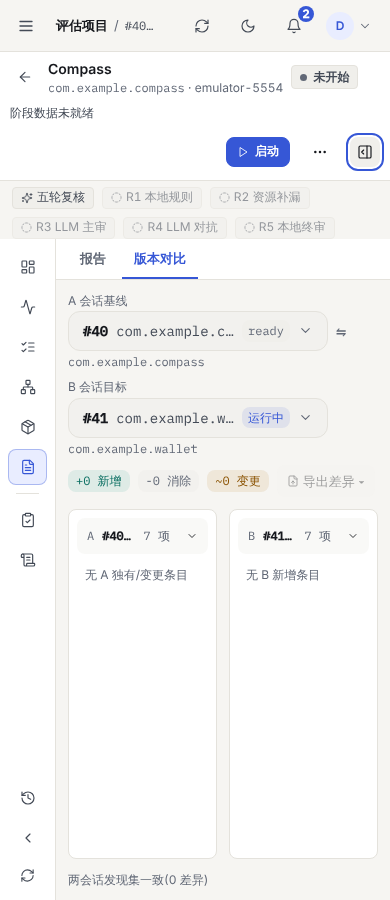 评估项目 / #40…
2
D
Compass
com.example.compass · emulator-5554
未开始
阶段数据未就绪
启动
五轮复核 R1 本地规则 R2 资源补漏
R3 LLM 主审 R4 LLM 对抗 R5 本地终审
报告 版本对比
A 会话基线
#40 com.example.c… ready
⇋
com.example.compass
B 会话目标
#41 com.example.w… 运行中
com.example.wallet
+0 新增 -0 消除 ~0 变更 导出差异
A #40… 7 项
B #41… 7 项
无 A 独有/变更条目
无 B 新增条目
两会话发现集一致(0 差异)